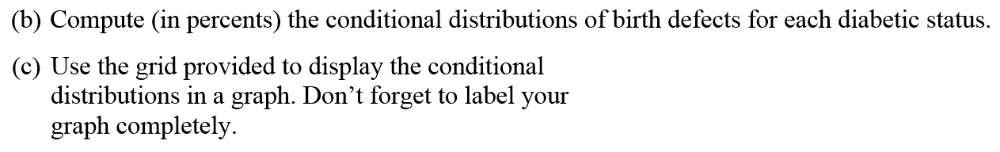 (b) Compute (in percents) the conditional distributions of birth defects for each diabetic status.
(c) Use the grid provided to display the conditional
distributions in a graph. Don’t forget to label your
graph completely.